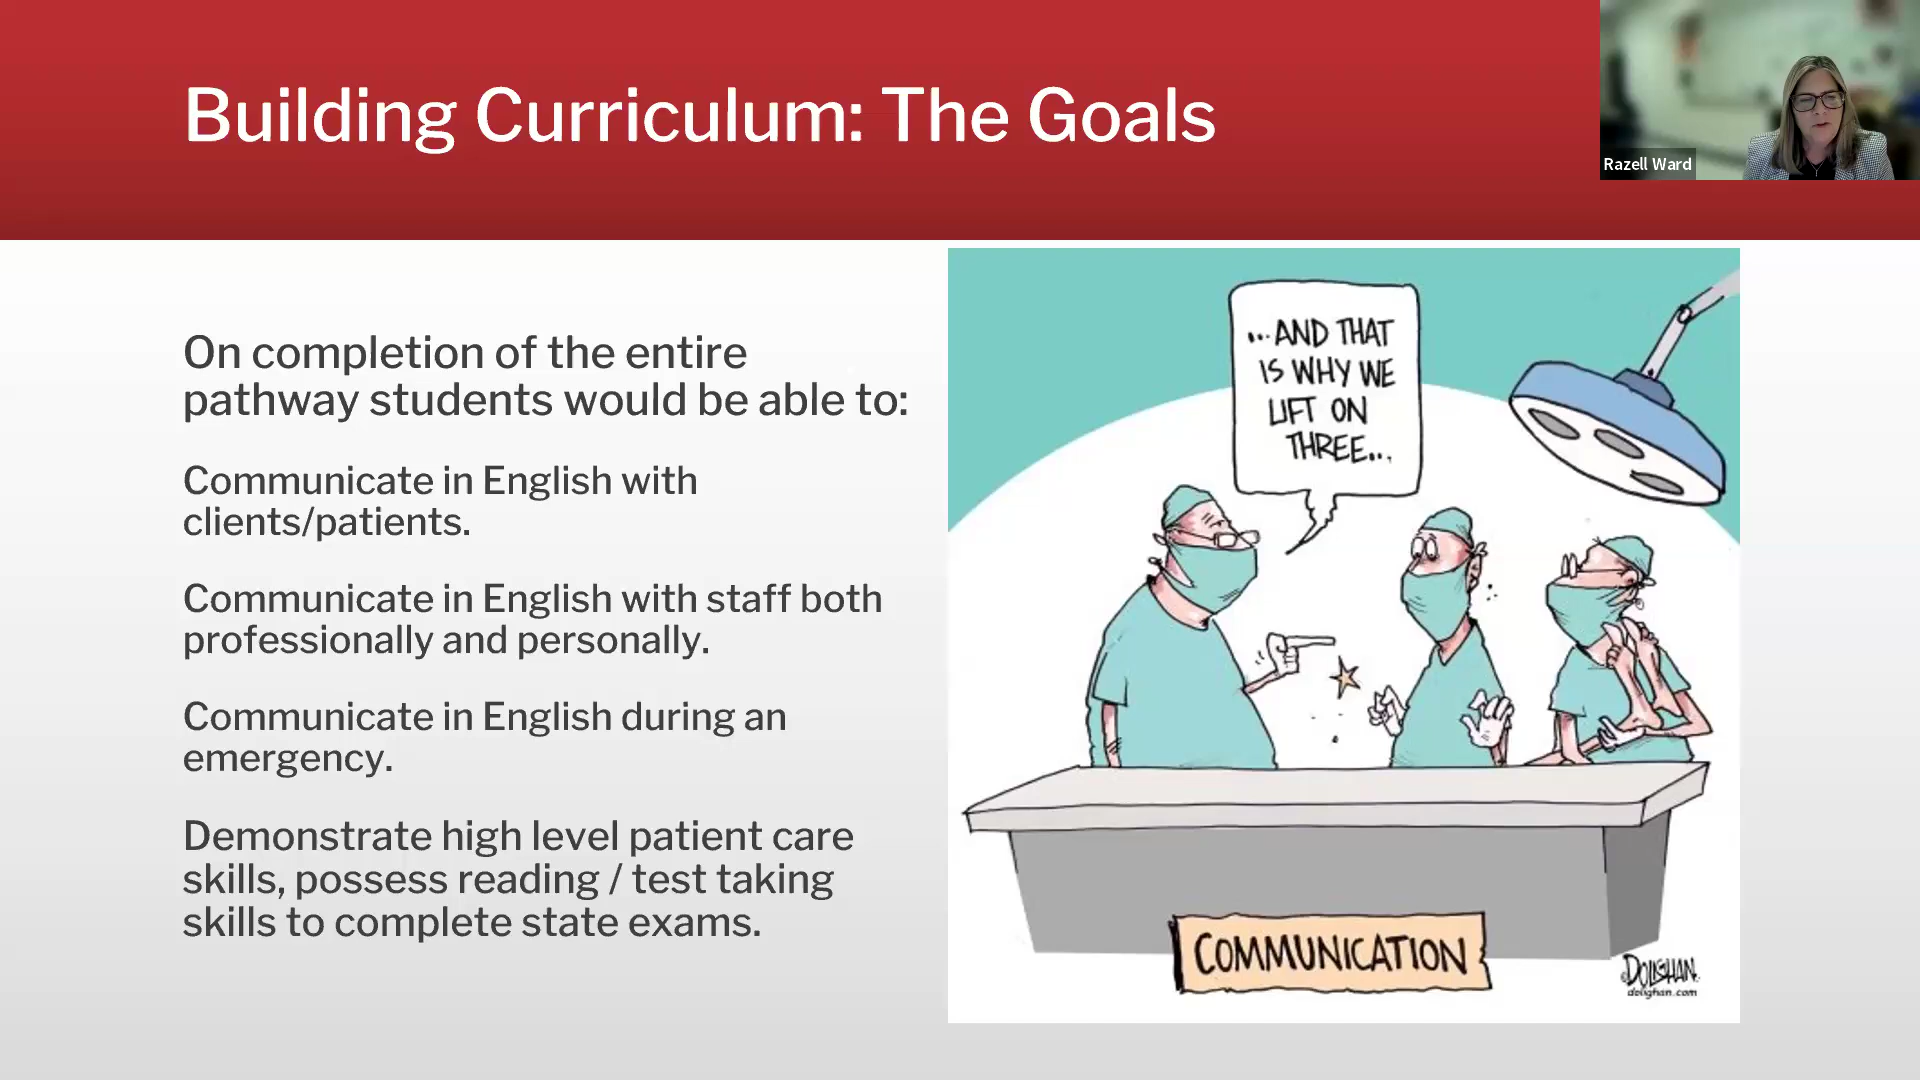 Building Curriculum: The Goals
Razell Ward
On completion of the entire
pathway students would be able to:
Communicate in English with
clients/patients.
Communicate in English with staff both
professionally and personally.
Communicate in English during an
emergency.
Demonstrate high level patient care
skills, possess reading / test taking
skills to complete state exams.
...AND THAT
IS WHY WE
LIFT ON
THREE...
COMMUNICATION
©DOLIGHAN.
dolighan.com